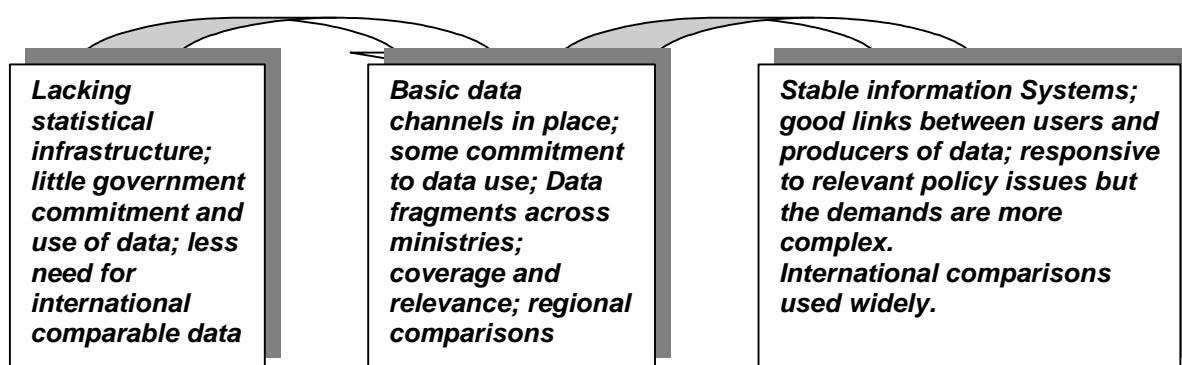 Lacking
statistical
infrastructure;
little government
commitment and
use of data; less
need for
international
comparable data
Basic data
channels in place;
some commitment
to data use; Data
fragments across
ministries;
coverage and
relevance; regional
comparisons
Stable information Systems;
good links between users and
producers of data; responsive
to relevant policy issues but
the demands are more
complex.
International comparisons
used widely.